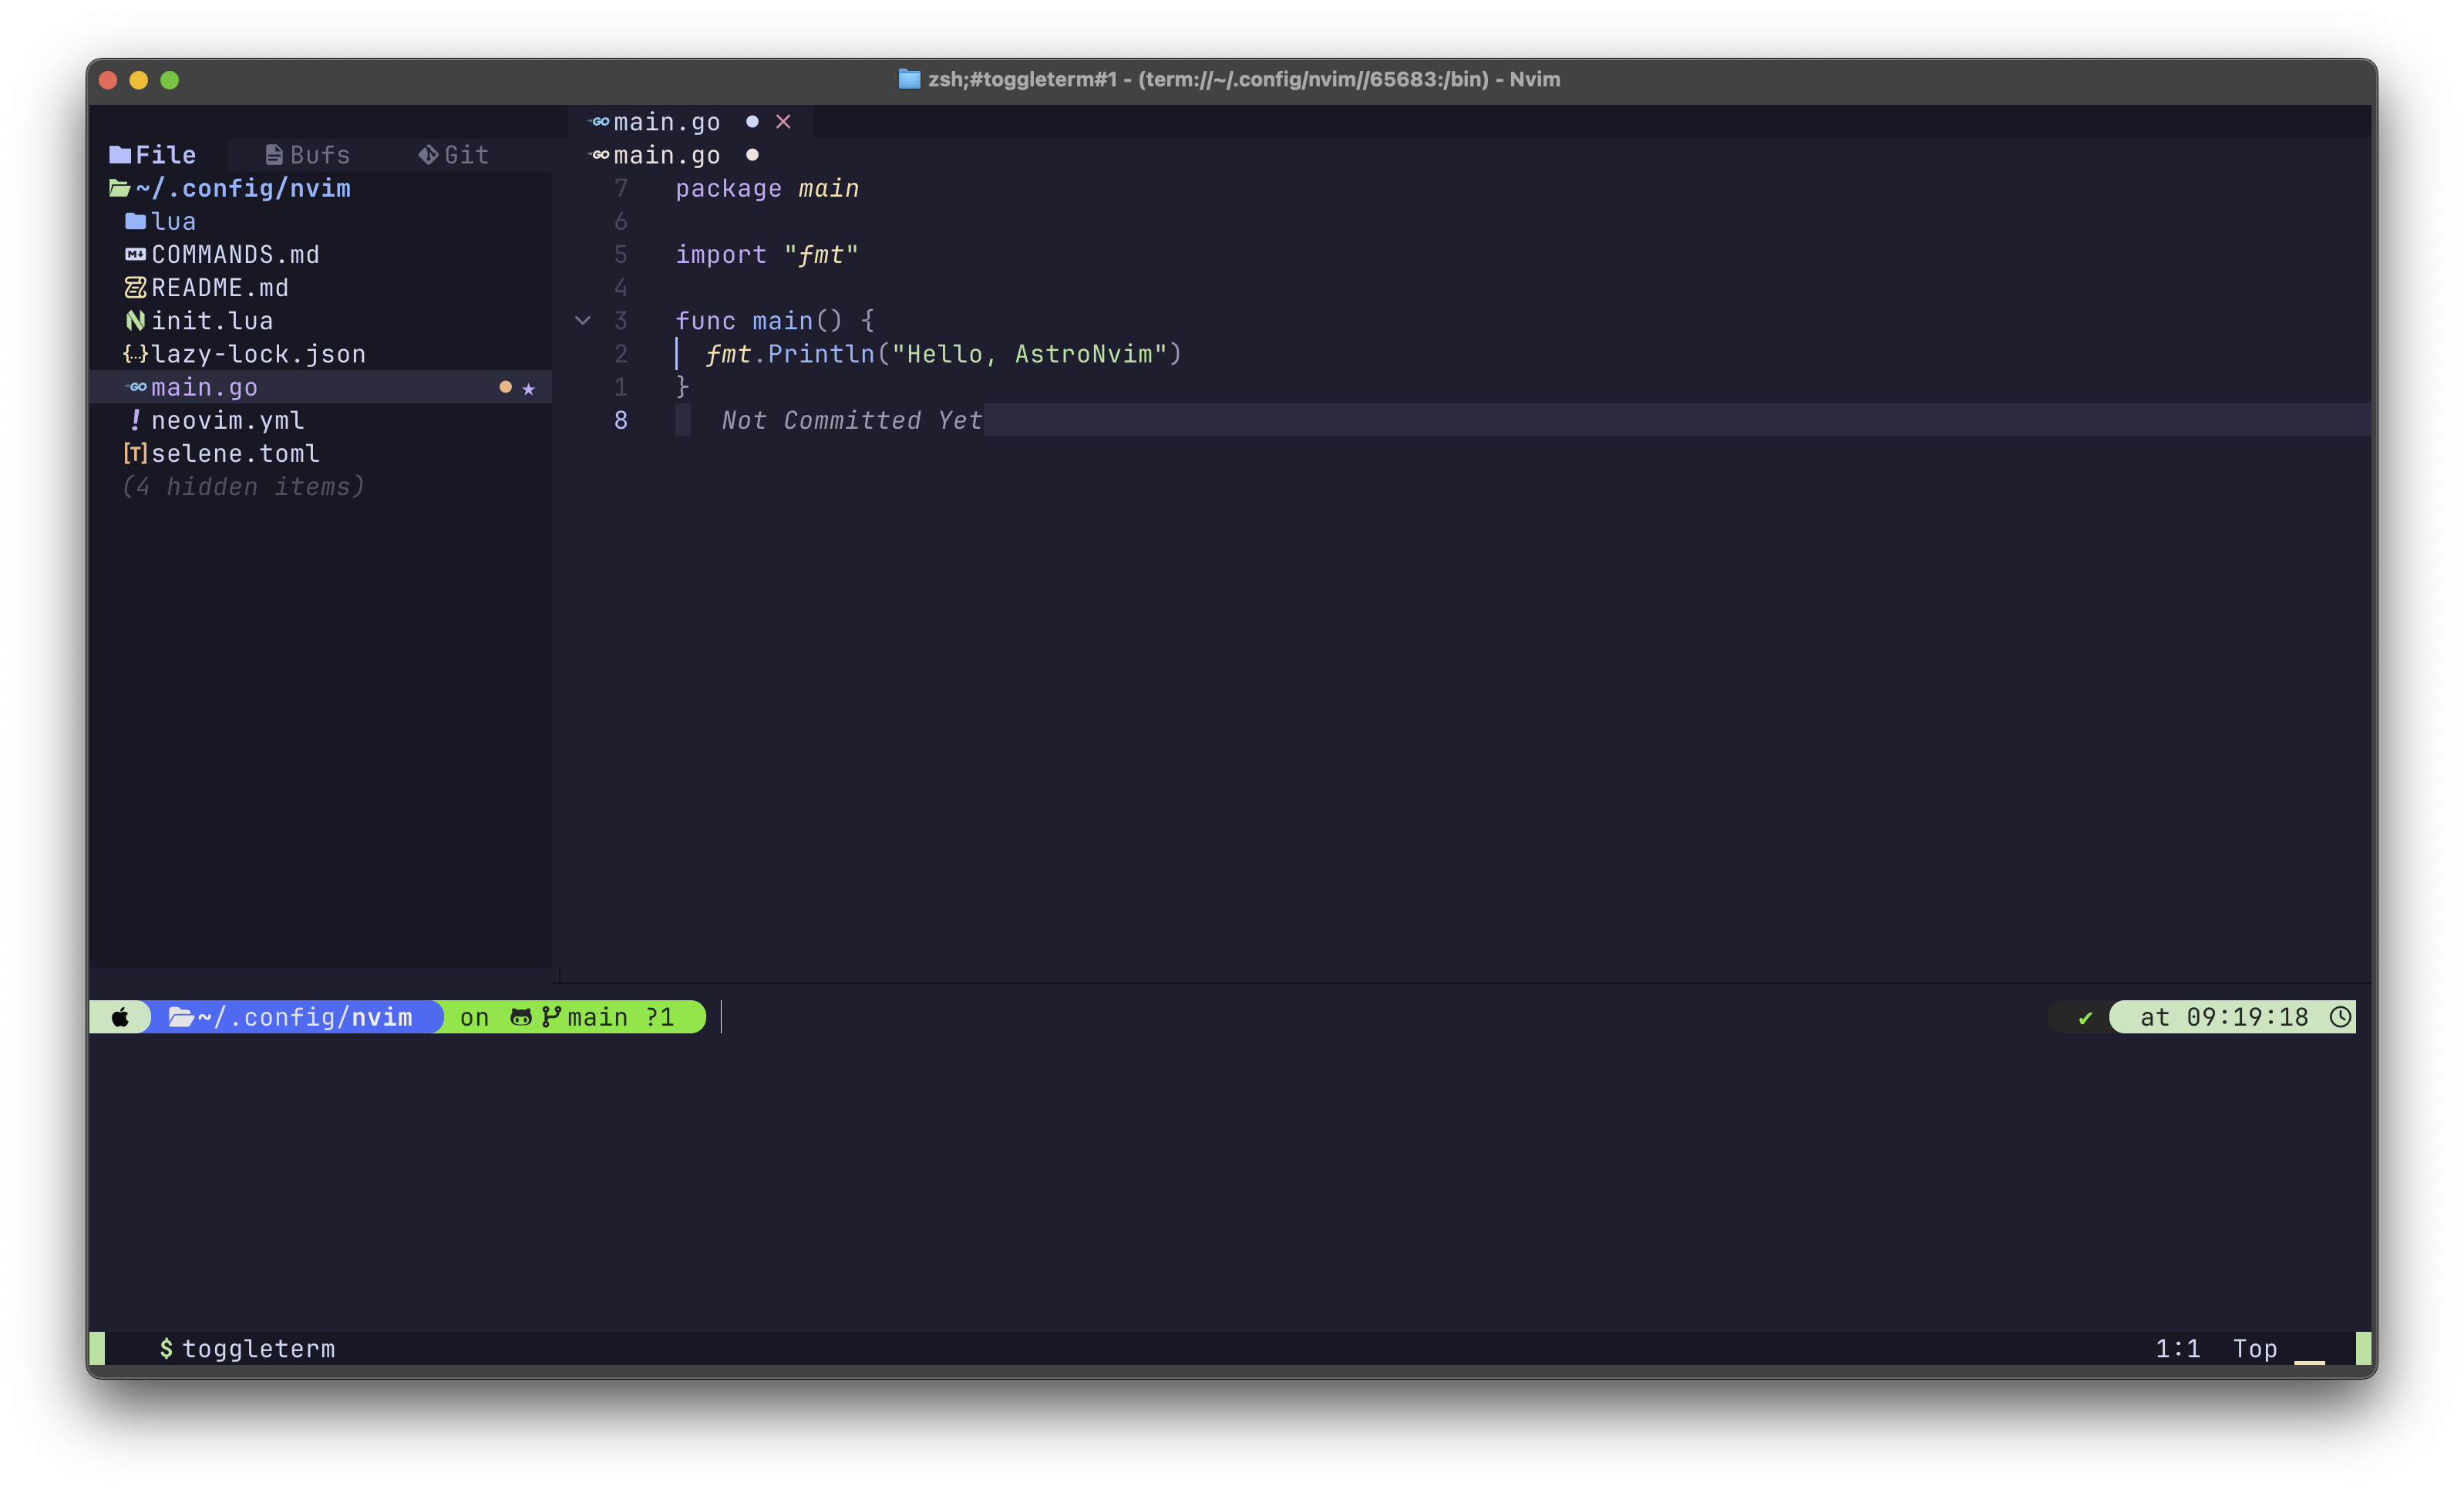 zsh;#toggleterm#1 - (term://~/.config/nvim//65683:/bin) - Nvim
main.go
File Bufs Git
main.go
~/.config/nvim
lua
COMMANDS.md
README.md
init.lua
{…}lazy-lock.json
main.go
! neovim.yml
[T]selene.toml
(4 hidden items)
7 package main
6
5 import "fmt"
4
3 func main() {
2 fmt.Println("Hello, AstroNvim")
1 }
8 Not Committed Yet
~/.config/nvim on main ?1
at 09:19:18
$ toggleterm
1:1 Top